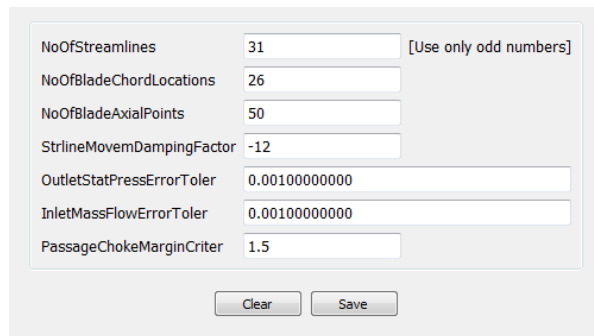 NoOfStreamlines 31 [Use only odd numbers]
NoOfBladeChordLocations 26
NoOfBladeAxialPoints 50
StrlineMovemDampingFactor -12
OutletStatPressErrorToler 0.00100000000
InletMassFlowErrorToler 0.00100000000
PassageChokeMarginCriter 1.5
Clear Save